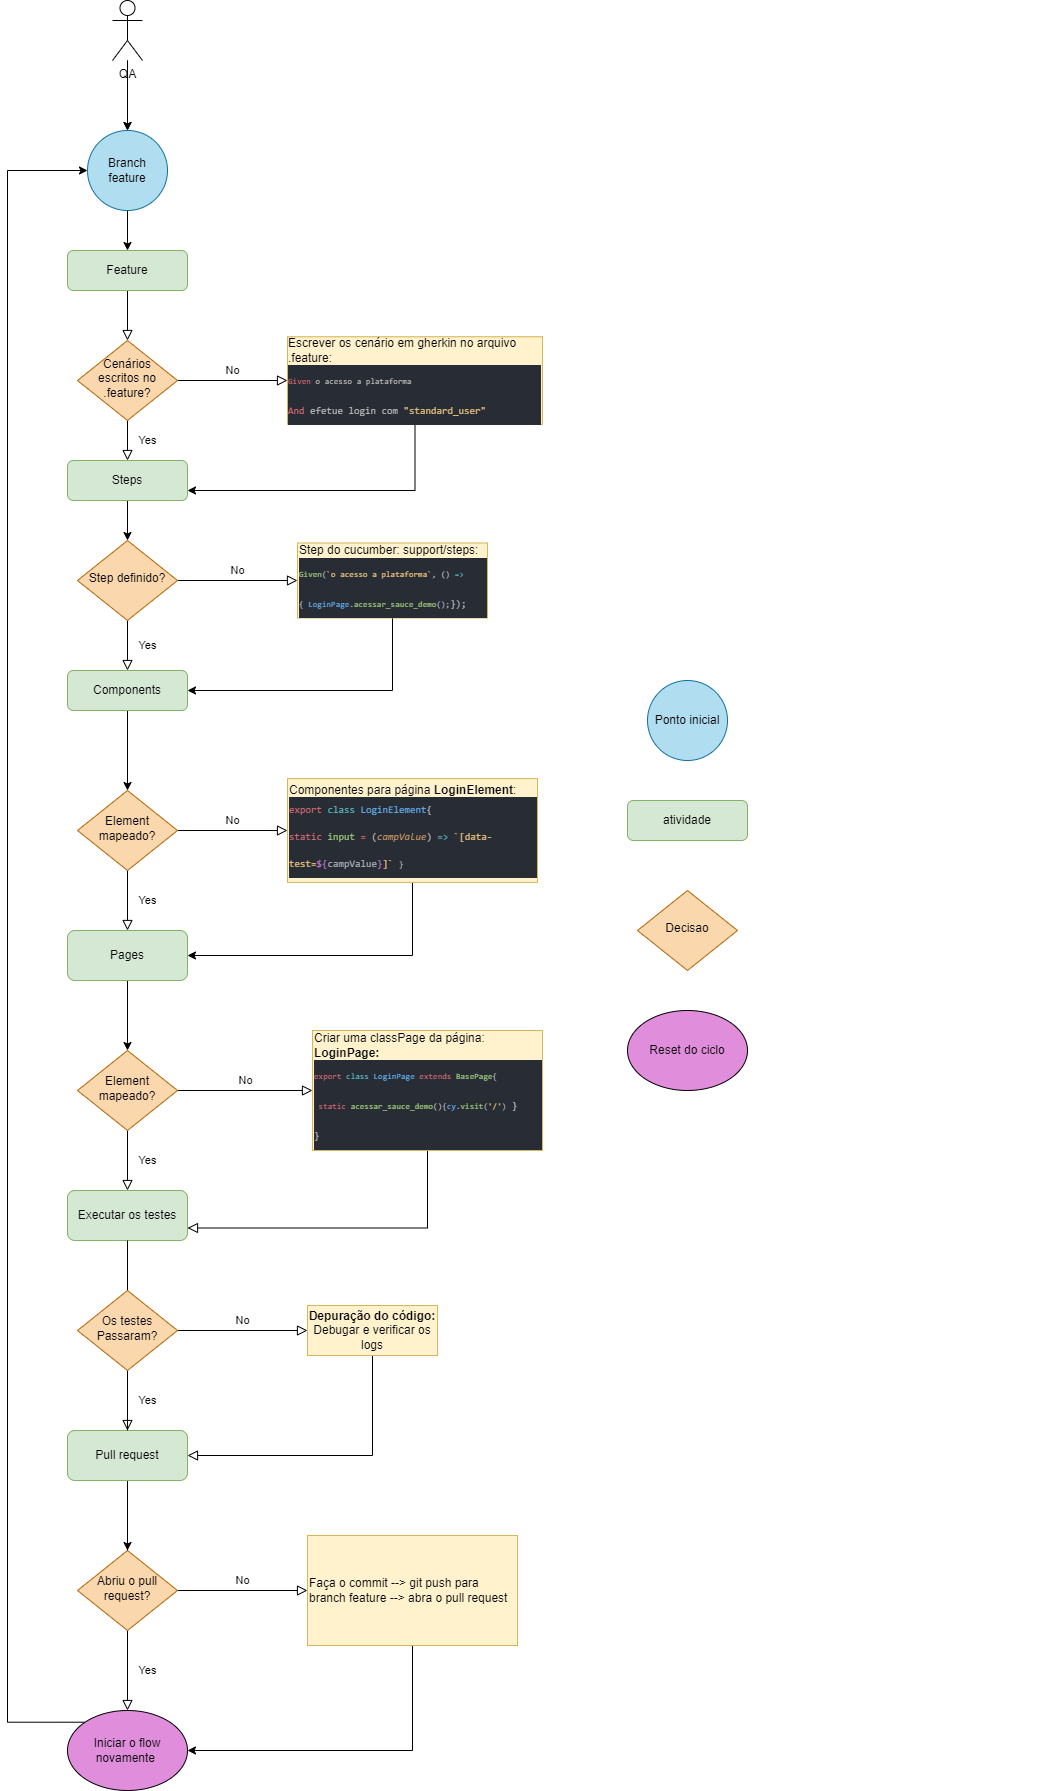 QA
Branch
feature
Feature
Cenários
escritos no
.feature?
No
Escrever os cenário em gherkin no arquivo
.feature:
Given o acesso a plataforma
And efetue login com "standard_user"
Yes
Steps
Step definido?
No
Step do cucumber: support/steps:
Given(`o acesso a plataforma`, () =>
{ LoginPage.acessar_sauce_demo();});
Yes
Components
Element
mapeado?
No
Componentes para página LoginElement:
export class LoginElement{
static input = (campValue) => `[data-
test=${campValue}]` }
Yes
Pages
Element
mapeado?
No
Criar uma classPage da página:
LoginPage:
export class LoginPage extends BasePage{
static acessar_sauce_demo(){cy.visit('/') }
}
Yes
Executar os testes
Os testes
Passaram?
No
Depuração do código:
Debugar e verificar os
logs
Yes
Pull request
Abriu o pull
request?
No
Faça o commit --> git push para
branch feature --> abra o pull request
Yes
Iniciar o flow
novamente
Ponto inicial
atividade
Decisao
Reset do ciclo